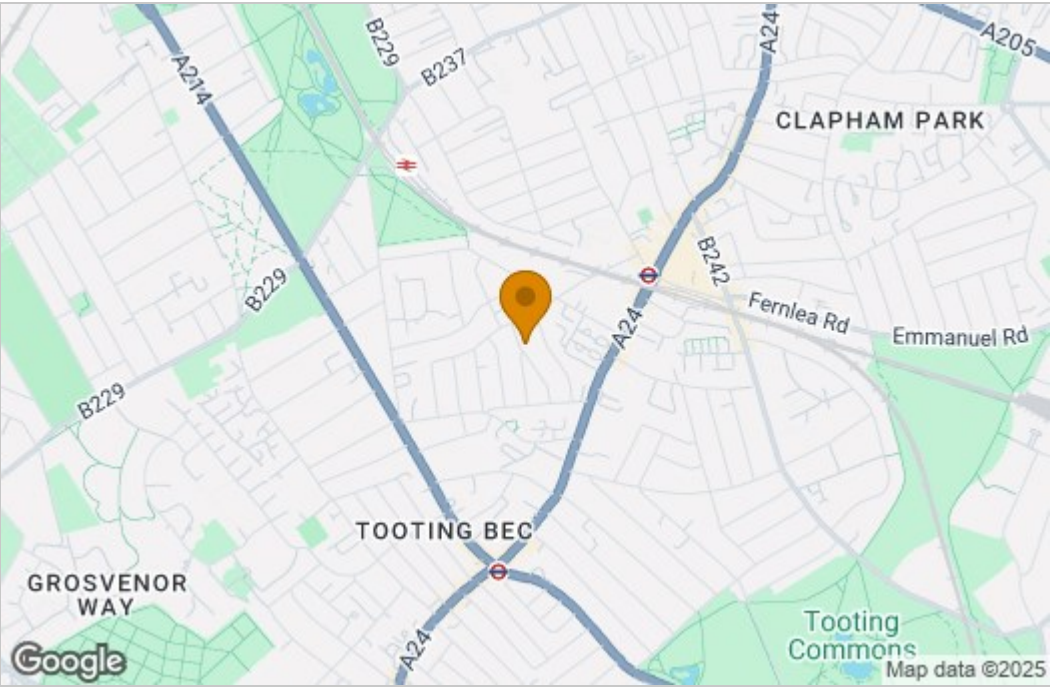 A214
B229
B237
A24
A205
CLAPHAM PARK
B229
B242
A24
Fernlea Rd
Emmanuel Rd
B229
TOOTING BEC
GROSVENOR
WAY
A24
Tooting
Commons
Google
Map data ©2025